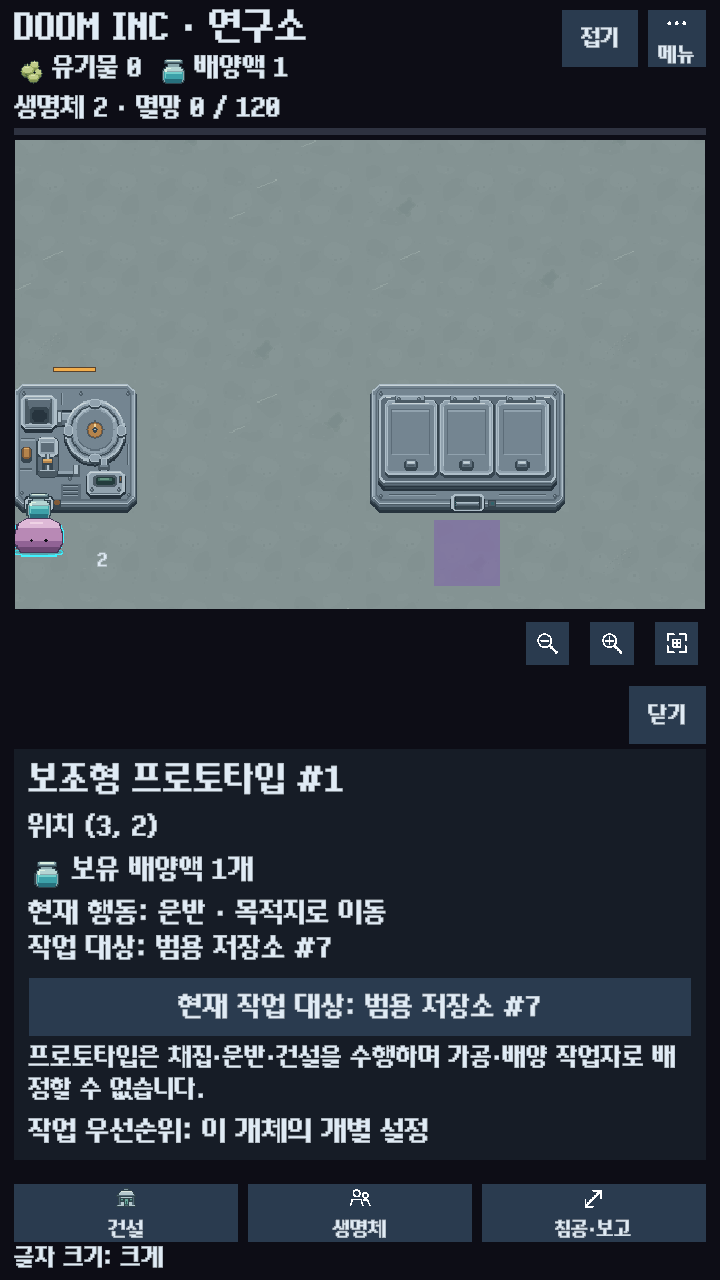 DOOM INC · 연구소
접기
메뉴
유기물 0 배양액 1
생명체 2 · 멸망 0 / 120
2
닫기
보조형 프로토타입 #1
위치 (3, 2)
보유 배양액 1개
현재 행동: 운반 · 목적지로 이동
작업 대상: 범용 저장소 #7
현재 작업 대상: 범용 저장소 #7
프로토타입은 채집·운반·건설을 수행하며 가공·배양 작업자로 배
정할 수 없습니다.
작업 우선순위: 이 개체의 개별 설정
건설
생명체
침공·보고
글자 크기: 크게